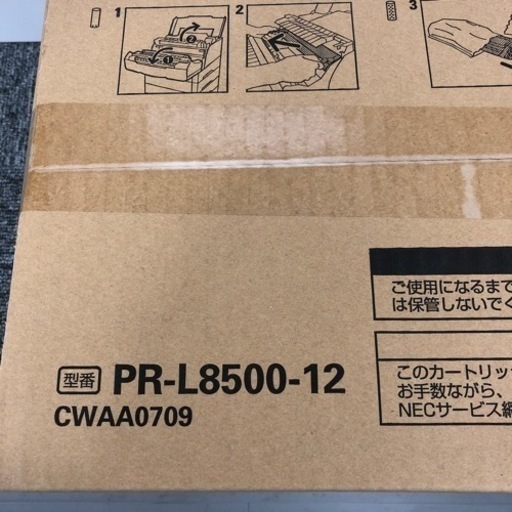 1
2
3
ご使用になるまで
は保管しないでく
このカートリッ
お手数ながら、
NECサービス網
型番 PR-L8500-12
CWAA0709